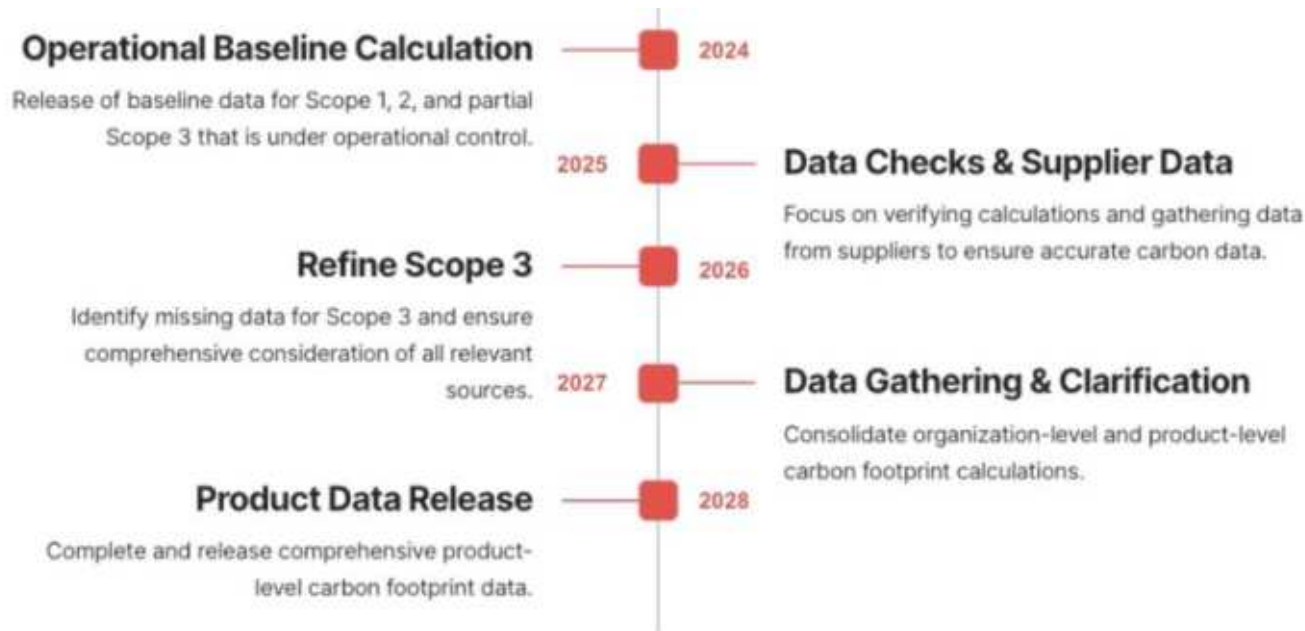 Operational Baseline Calculation
2024
Release of baseline data for Scope 1, 2, and partial
Scope 3 that is under operational control.
2025
Data Checks & Supplier Data
Focus on verifying calculations and gathering data
from suppliers to ensure accurate carbon data.
Refine Scope 3
2026
Identify missing data for Scope 3 and ensure
comprehensive consideration of all relevant
sources.
2027
Data Gathering & Clarification
Consolidate organization-level and product-level
carbon footprint calculations.
Product Data Release
2028
Complete and release comprehensive product-
level carbon footprint data.